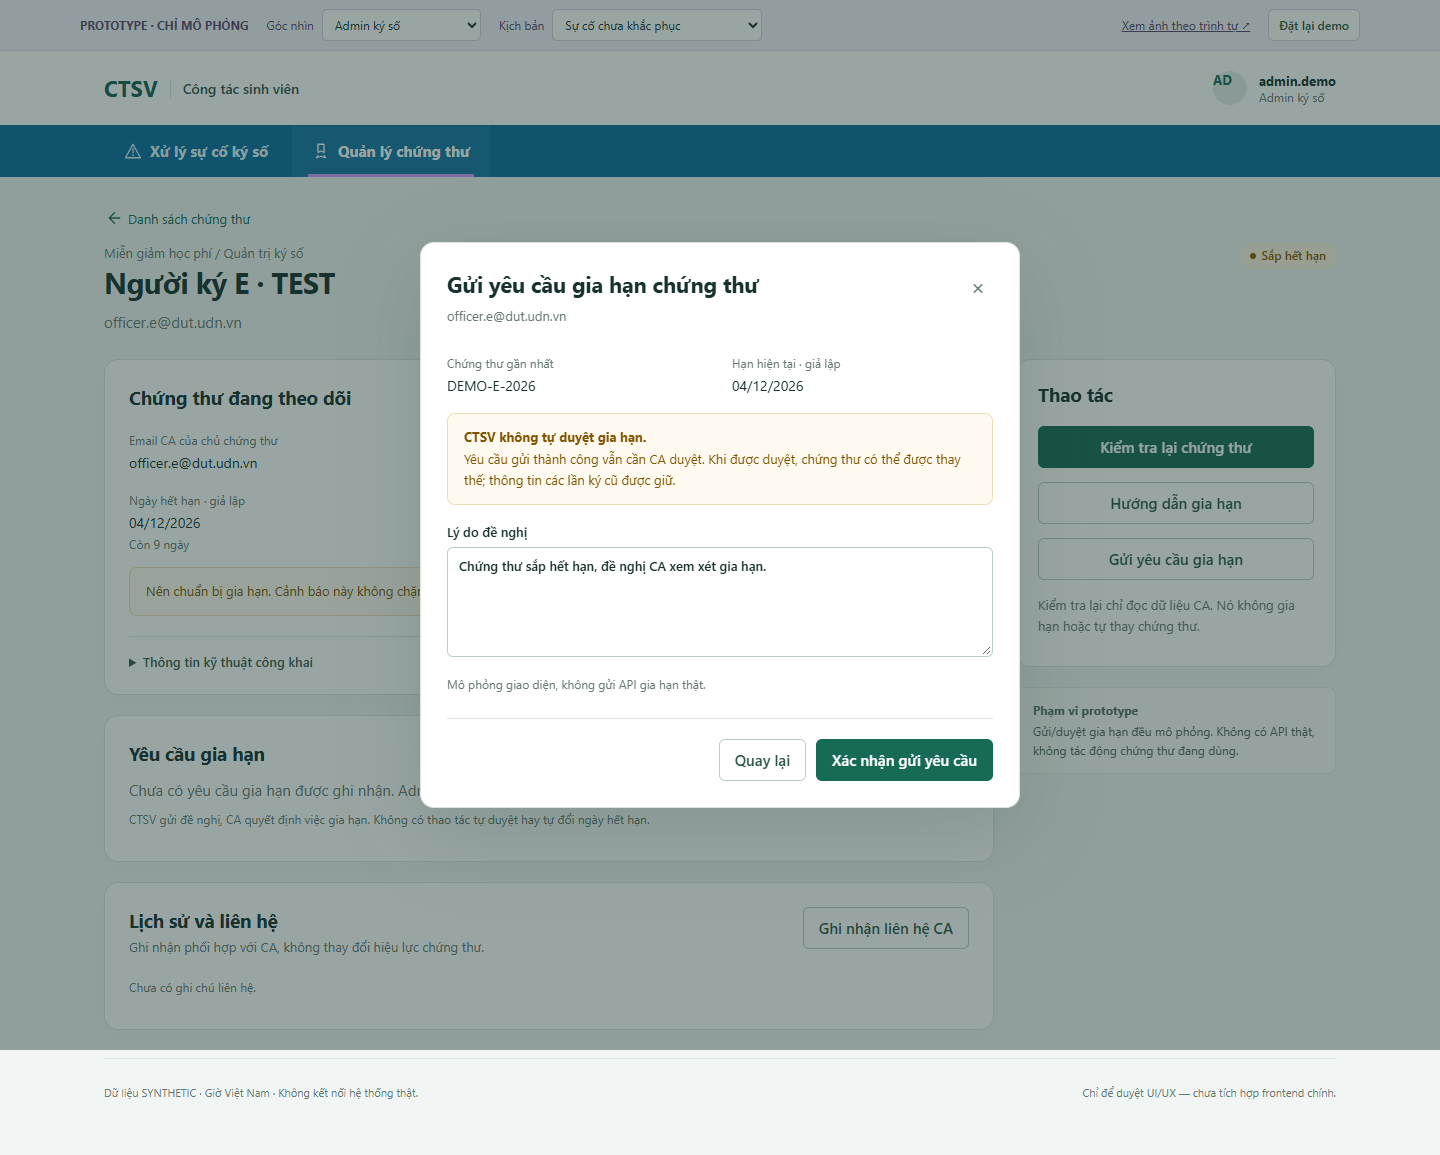 PROTOTYPE · CHỈ MÔ PHỎNG
Góc nhìn
Admin ký số
Kịch bản
Sự cố chưa khắc phục
Xem ảnh theo trình tự ↗
Đặt lại demo
CTSV
Công tác sinh viên
AD
admin.demo
Admin ký số
Xử lý sự cố ký số
Quản lý chứng thư
Danh sách chứng thư
Miễn giảm học phí / Quản trị ký số
Người ký E · TEST
officer.e@dut.udn.vn
Sắp hết hạn
Chứng thư đang theo dõi
Email CA của chủ chứng thư
officer.e@dut.udn.vn
Ngày hết hạn · giả lập
04/12/2026
Còn 9 ngày
Nên chuẩn bị gia hạn. Cảnh báo này không
Thông tin kỹ thuật công khai
Yêu cầu gia hạn
Chưa có yêu cầu gia hạn được ghi nhận.
CTSV gửi đề nghị, CA quyết định việc gia hạn. Không có thao tác tự duyệt hay tự đổi ngày hết hạn.
Lịch sử và liên hệ
Ghi nhận phối hợp với CA, không thay đổi hiệu lực chứng thư.
Ghi nhận liên hệ CA
Chưa có ghi chú liên hệ.
Gửi yêu cầu gia hạn chứng thư
×
officer.e@dut.udn.vn
Chứng thư gần nhất
DEMO-E-2026
Hạn hiện tại · giả lập
04/12/2026
CTSV không tự duyệt gia hạn.
Yêu cầu gửi thành công vẫn cần CA duyệt. Khi được duyệt, chứng thư có thể được thay
thế; thông tin các lần ký cũ được giữ.
Lý do đề nghị
Chứng thư sắp hết hạn, đề nghị CA xem xét gia hạn.
Mô phỏng giao diện, không gửi API gia hạn thật.
Quay lại
Xác nhận gửi yêu cầu
Thao tác
Kiểm tra lại chứng thư
Hướng dẫn gia hạn
Gửi yêu cầu gia hạn
Kiểm tra lại chỉ đọc dữ liệu CA. Nó không gia
hạn hoặc tự thay chứng thư.
Phạm vi prototype
Gửi/duyệt gia hạn đều mô phỏng. Không có API thật,
không tác động chứng thư đang dùng.
Dữ liệu SYNTHETIC · Giờ Việt Nam · Không kết nối hệ thống thật.
Chỉ để duyệt UI/UX — chưa tích hợp frontend chính.